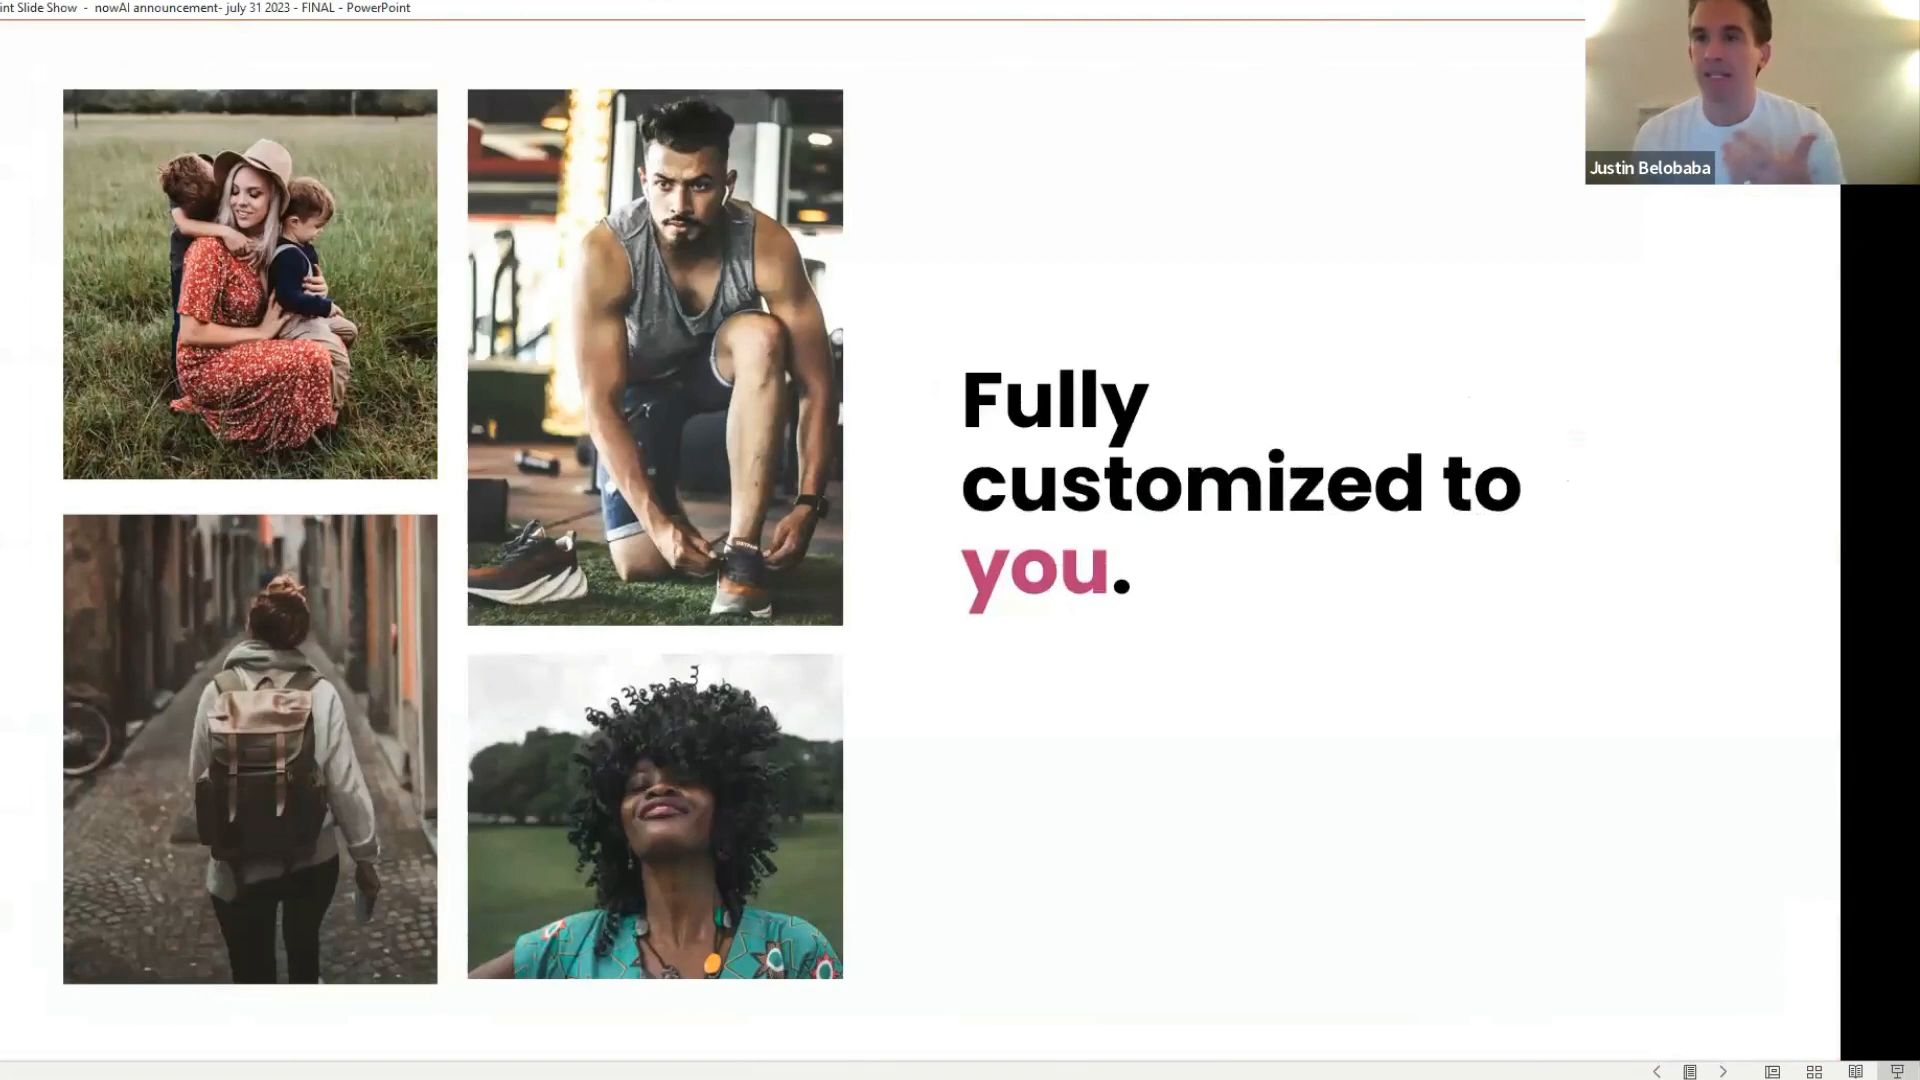 int Slide Show - nowAI announcement- july 31 2023 - FINAL - PowerPoint
Justin Belobaba
Fully
customized to
you.